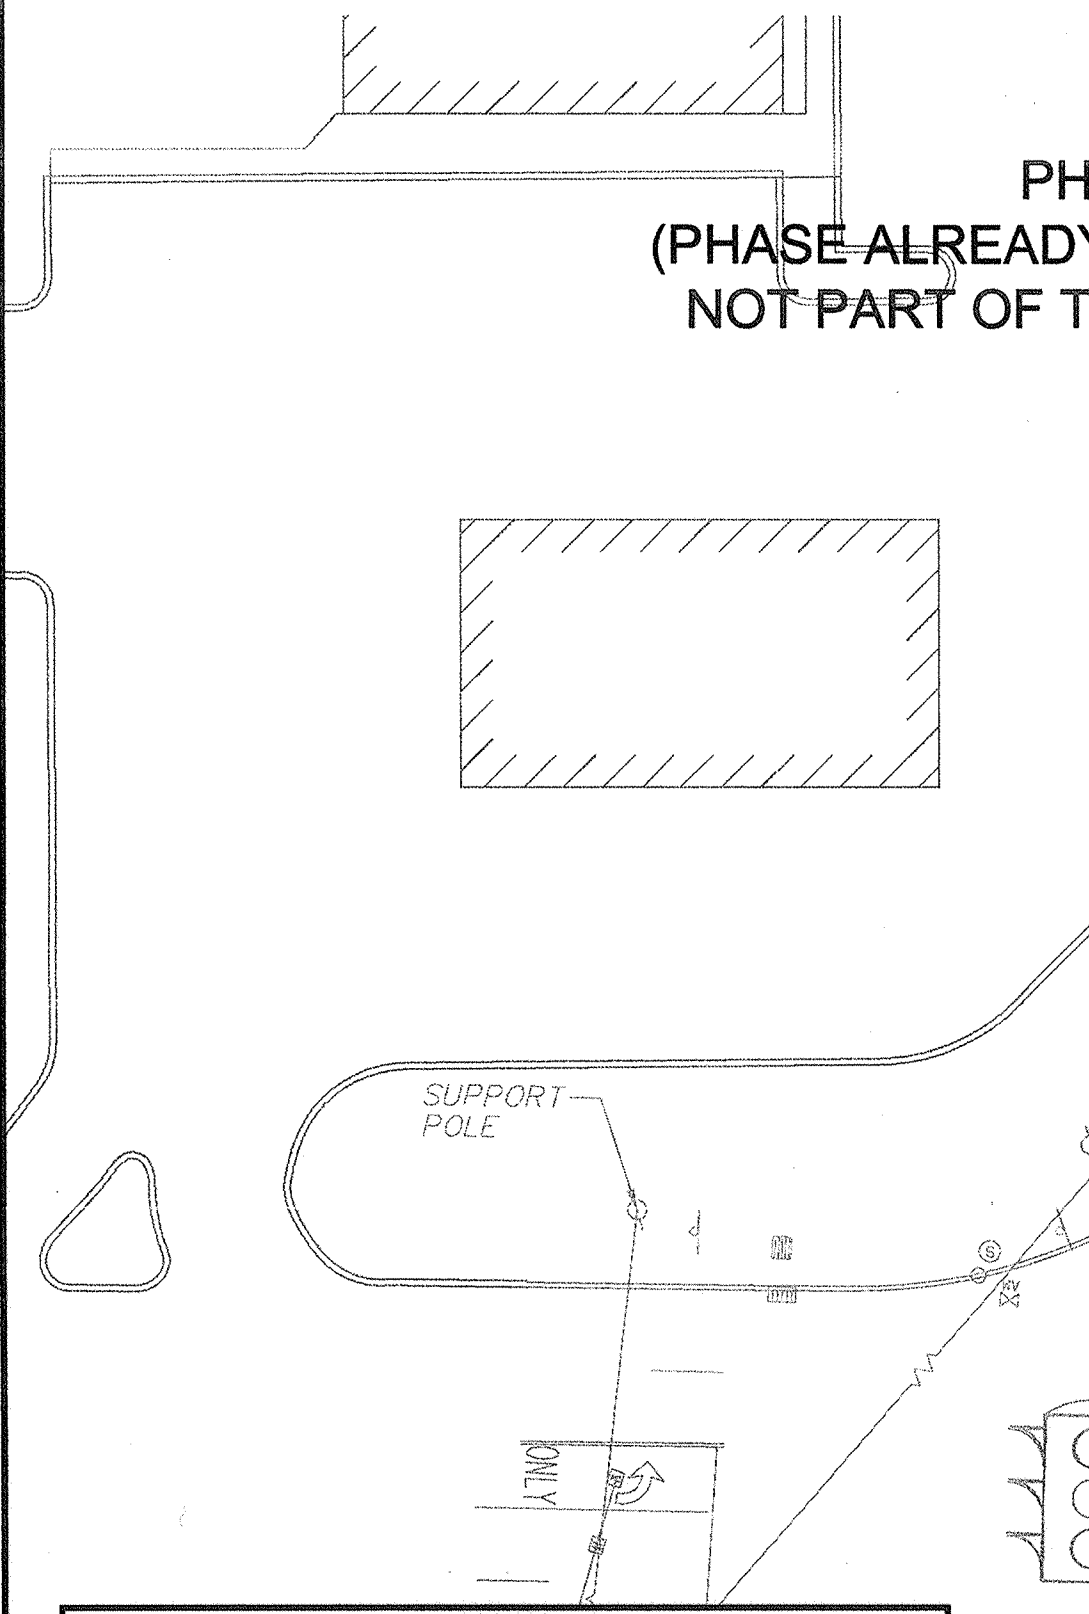 PH
(PHASE ALREADY
NOT PART OF T
SUPPORT
POLE
S
ONLY